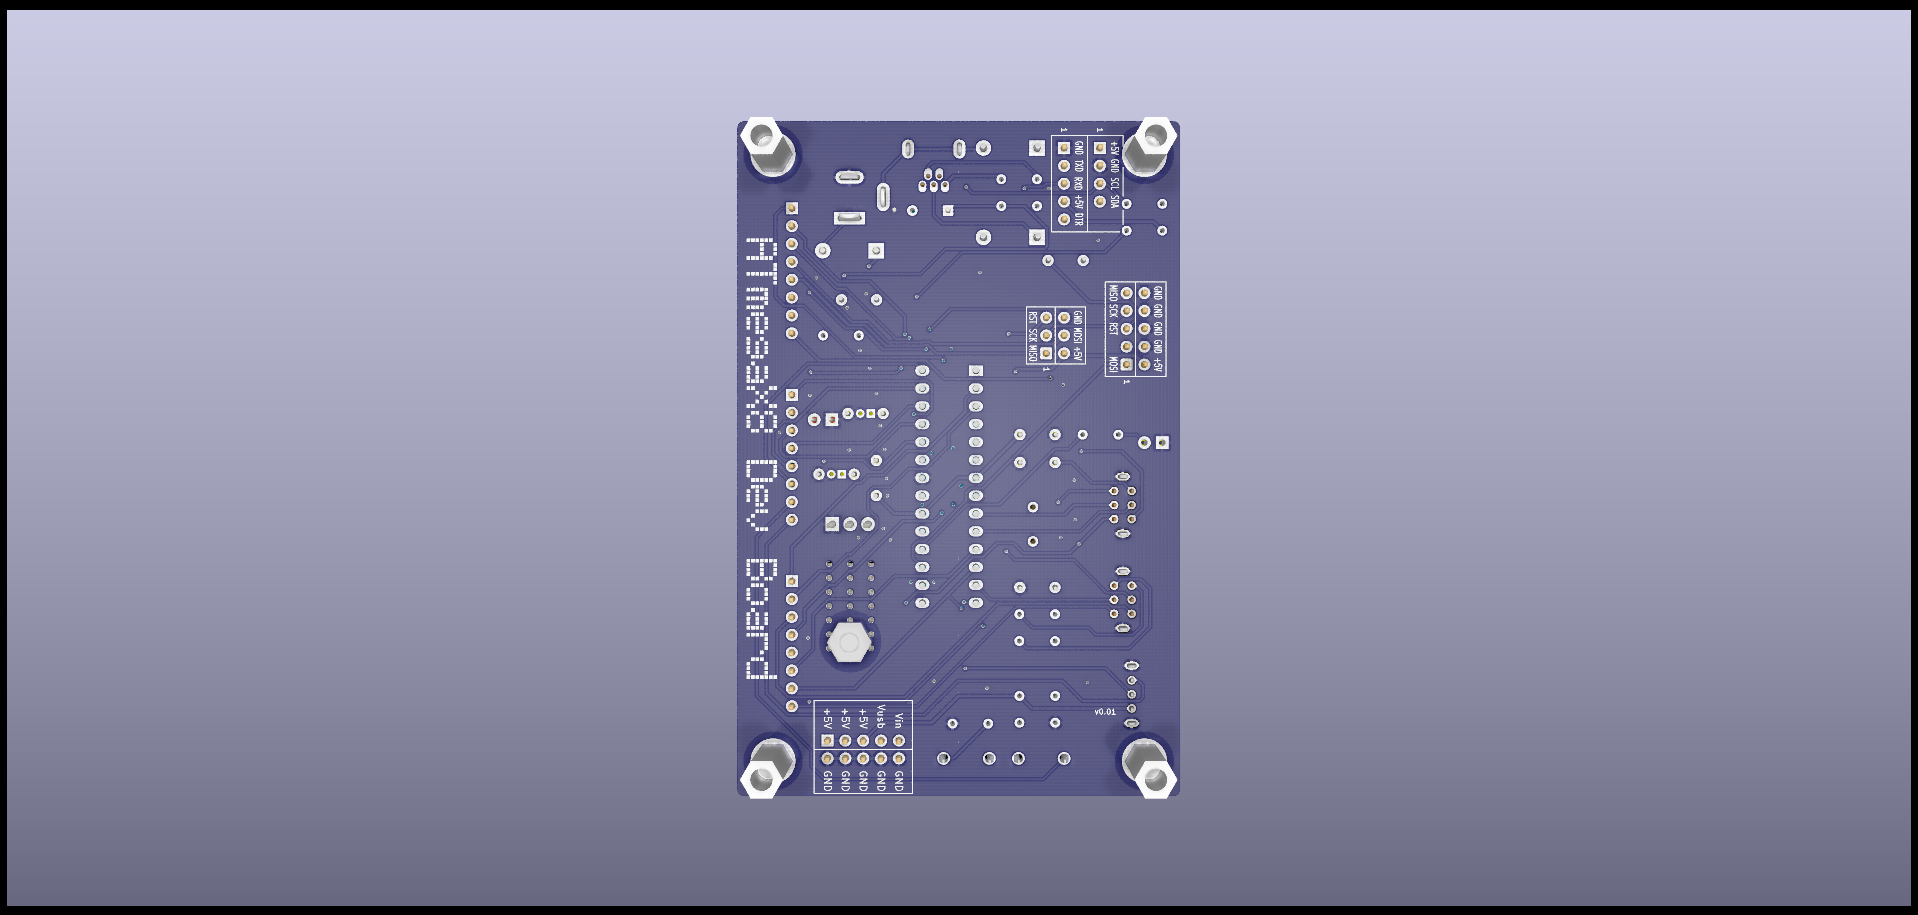 ATmega8 Dev Board
1 1
GND TXD RXD +5V DTR
+5V GND SCL SDA
RST SCK MISO
GND MOSI +5V
1
MISO SCK RST MOSI
GND GND GND GND +5V
1
v0.01
+5V +5V +5V Vusb Vin
GND GND GND GND GND